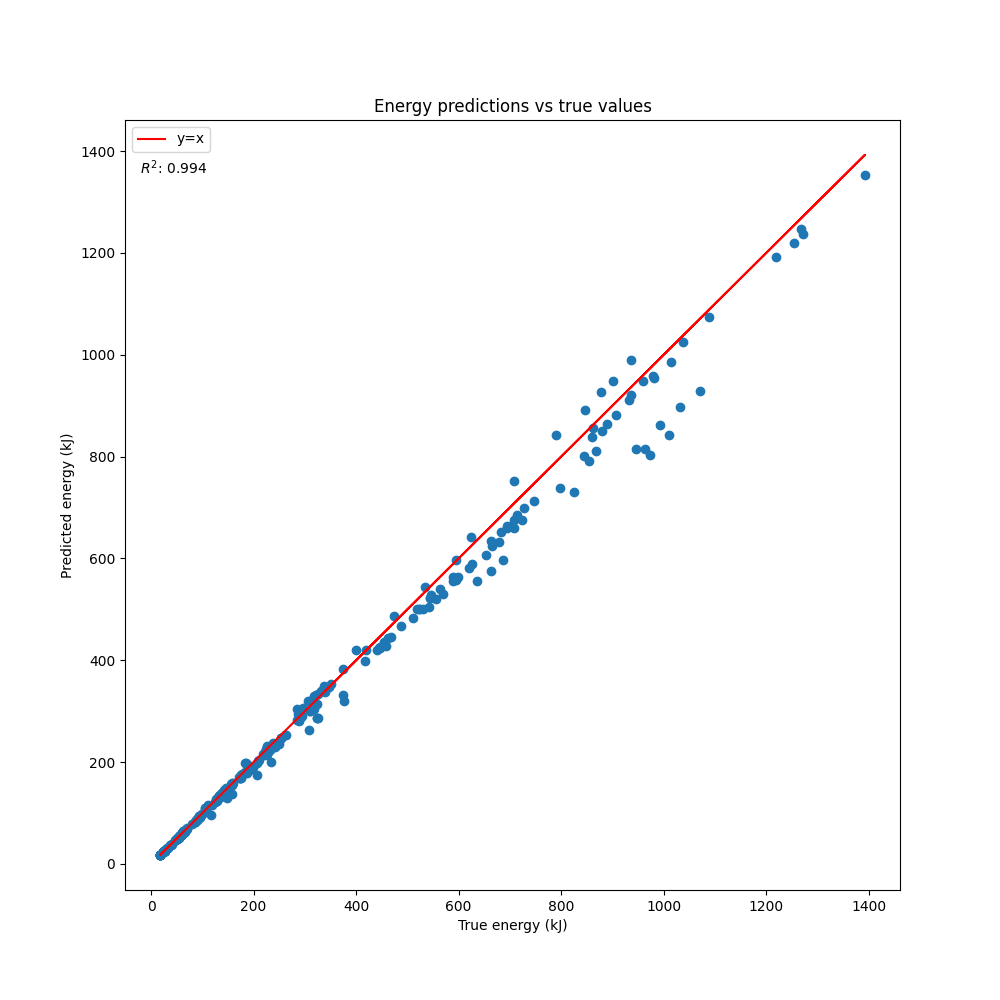 Energy predictions vs true values
y=x
R²: 0.994
1400
1200
1000
800
600
400
200
0
Predicted energy (kJ)
0 200 400 600 800 1000 1200 1400
True energy (kJ)